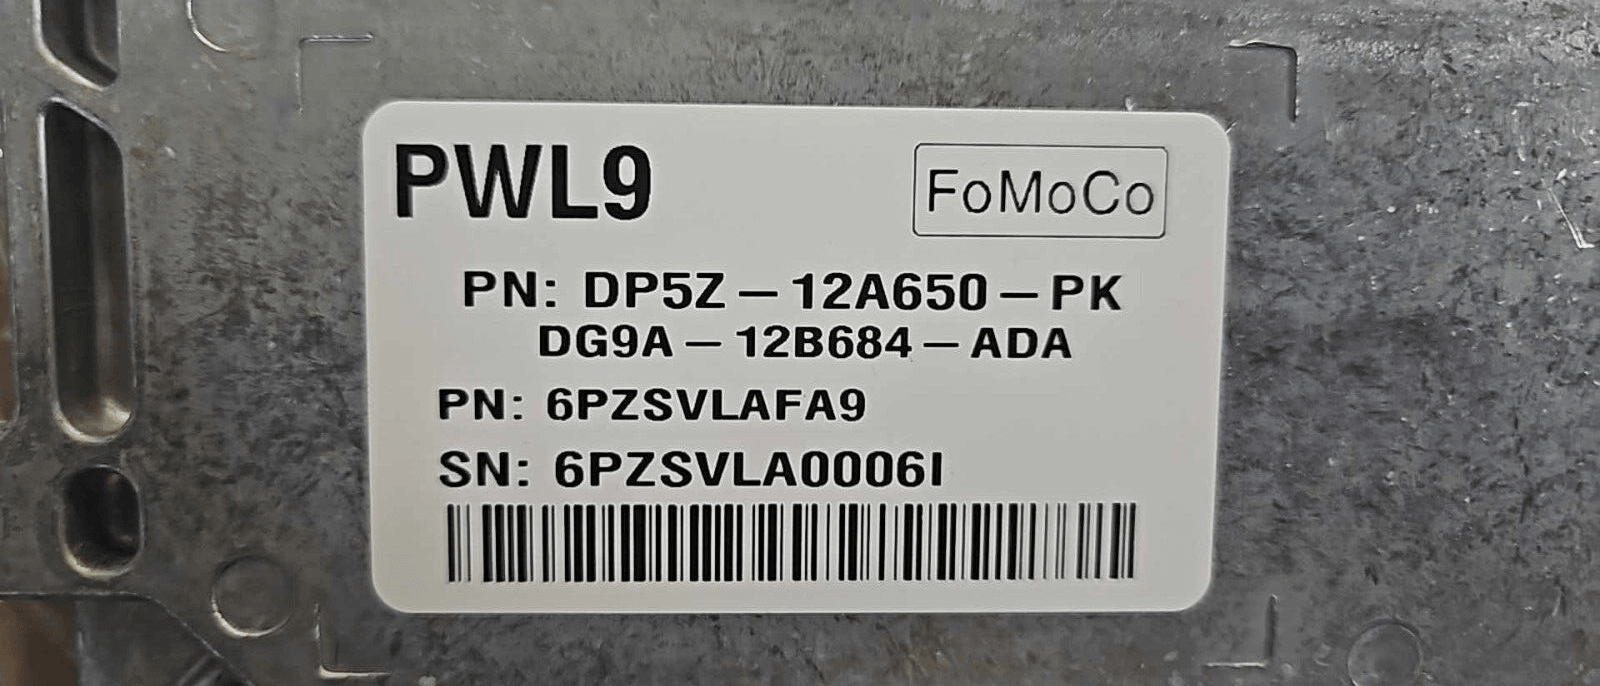 PWL9
FoMoCo
PN: DP5Z-12A650-PK
DG9A-12B684-ADA
PN: 6PZSVLAFA9
SN: 6PZSVLA0006I